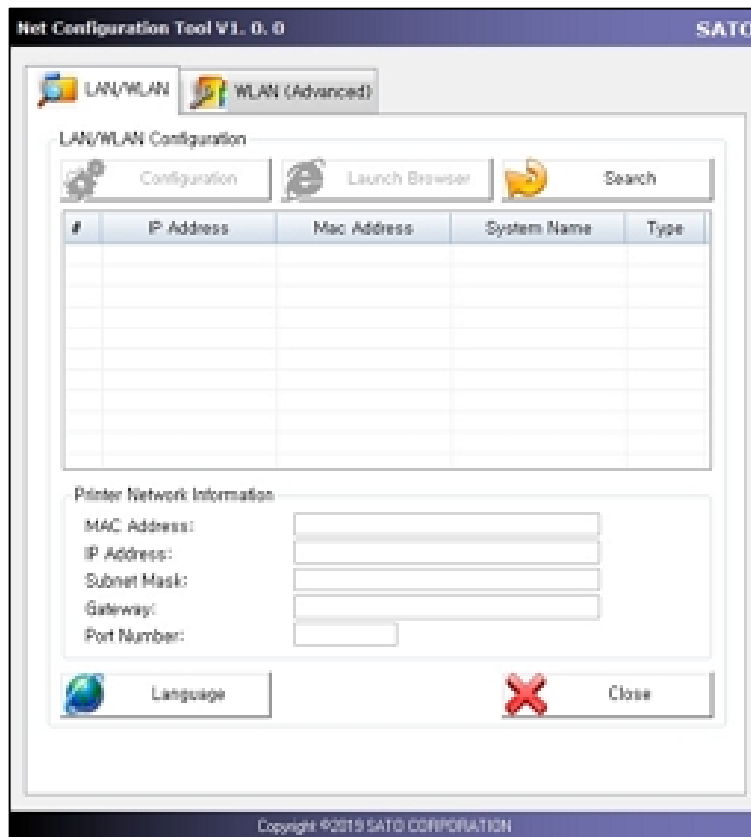 Net Configuration Tool V1. 0. 0 SATO
LAN/WLAN WLAN (Advanced)
LAN/WLAN Configuration
Configuration Launch Browser Search
# IP Address Mac Address System Name Type
Printer Network Information
MAC Address:
IP Address:
Subnet Mask:
Gateway:
Port Number:
Language Close
Copyright ©2019 SATO CORPORATION